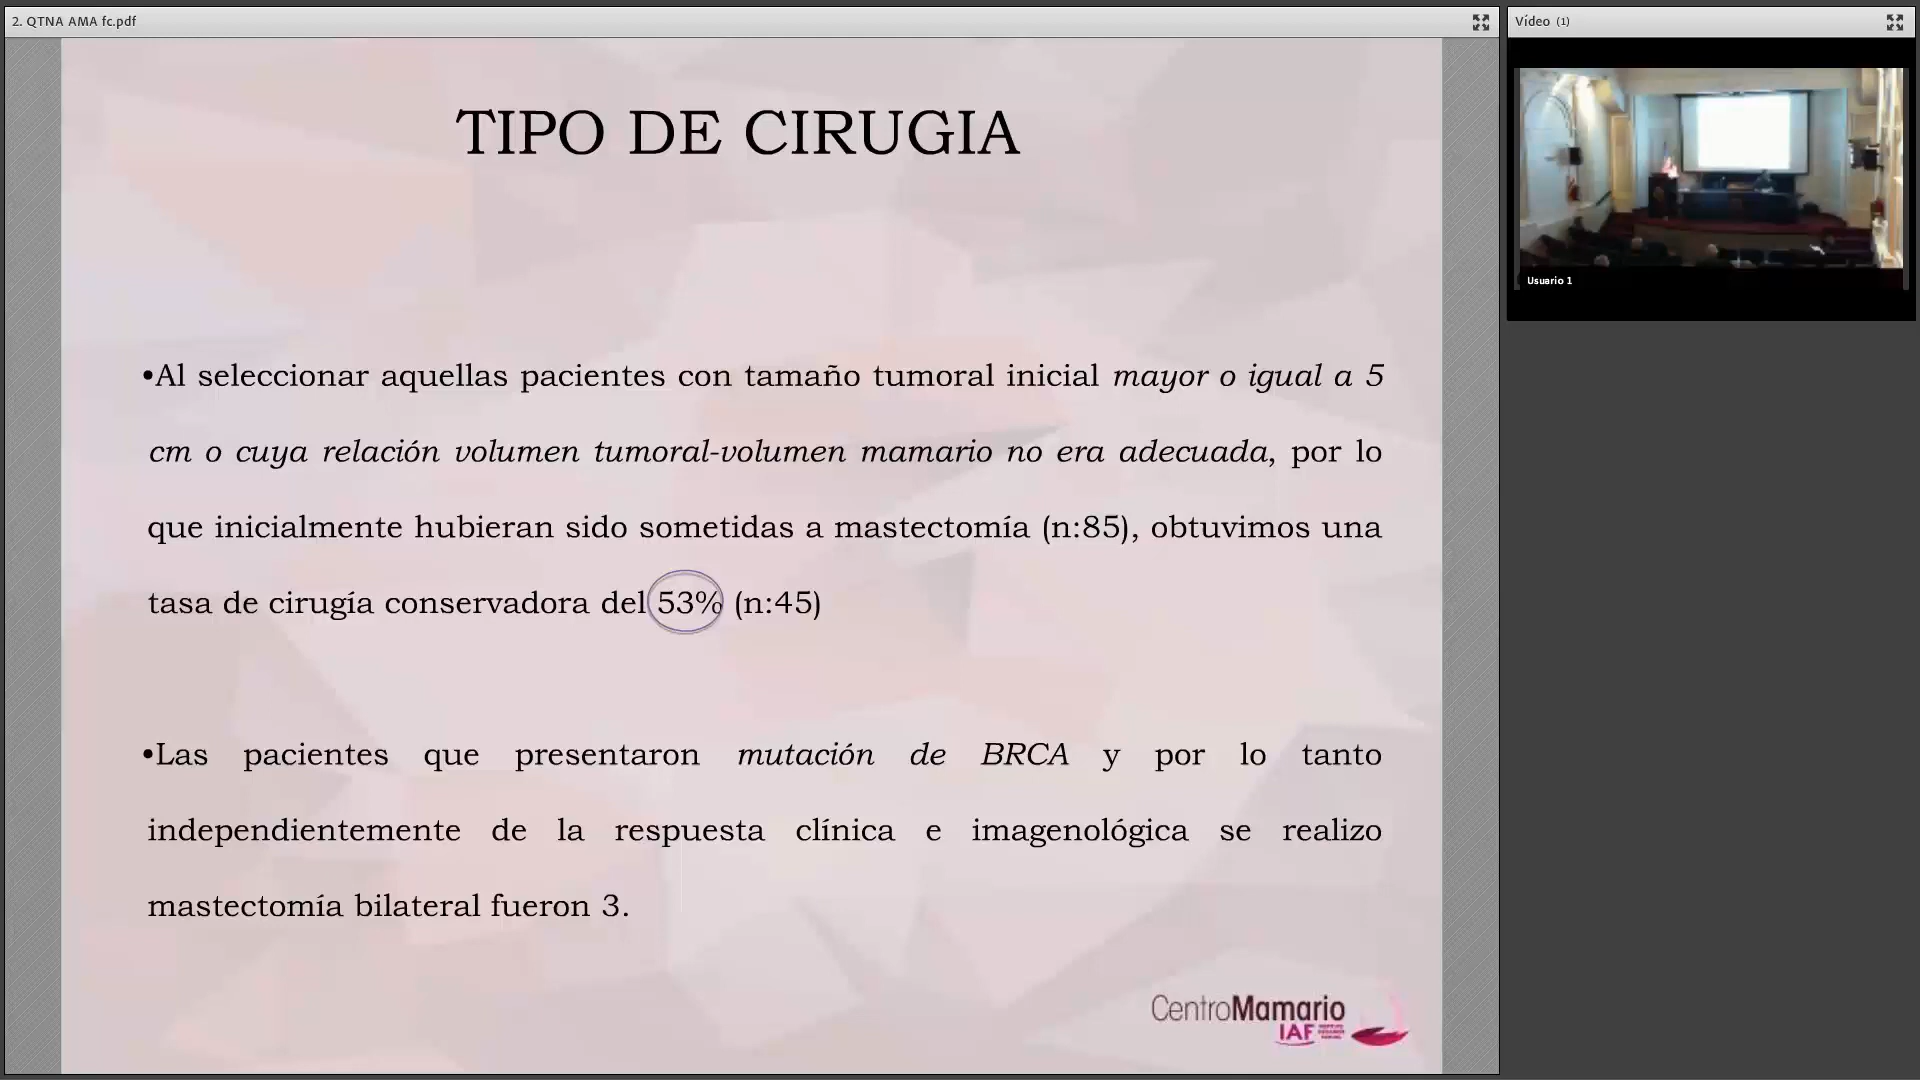 2. QTNA AMA fc.pdf
Vídeo (1)
TIPO DE CIRUGIA
•Al seleccionar aquellas pacientes con tamaño tumoral inicial mayor o igual a 5
cm o cuya relación volumen tumoral-volumen mamario no era adecuada, por lo
que inicialmente hubieran sido sometidas a mastectomía (n:85), obtuvimos una
tasa de cirugía conservadora del 53% (n:45)
•Las pacientes que presentaron mutación de BRCA y por lo tanto
independientemente de la respuesta clínica e imagenológica se realizo
mastectomía bilateral fueron 3.
CentroMamario
IAF
Usuario 1